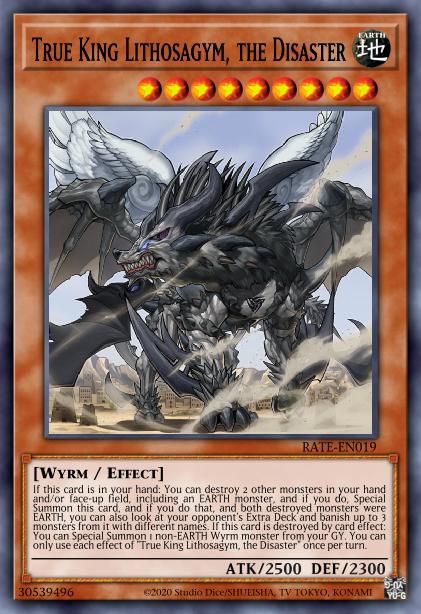 TRUE KING LITHOSAGYM, THE DISASTER
EARTH
地
RATE-EN019
[WYRM / EFFECT]
If this card is in your hand: You can destroy 2 other monsters in your hand
and/or face-up field, including an EARTH monster, and if you do, Special
Summon this card, and if you do that, and both destroyed monsters were
EARTH, you can also look at your opponent's Extra Deck and banish up to 3
monsters from it with different names. If this card is destroyed by card effect:
You can Special Summon 1 non-EARTH Wyrm monster from your GY. You can
only use each effect of "True King Lithosagym, the Disaster" once per turn.
ATK/2500 DEF/2300
30539496
©2020 Studio Dice/SHUEISHA, TV TOKYO, KONAMI